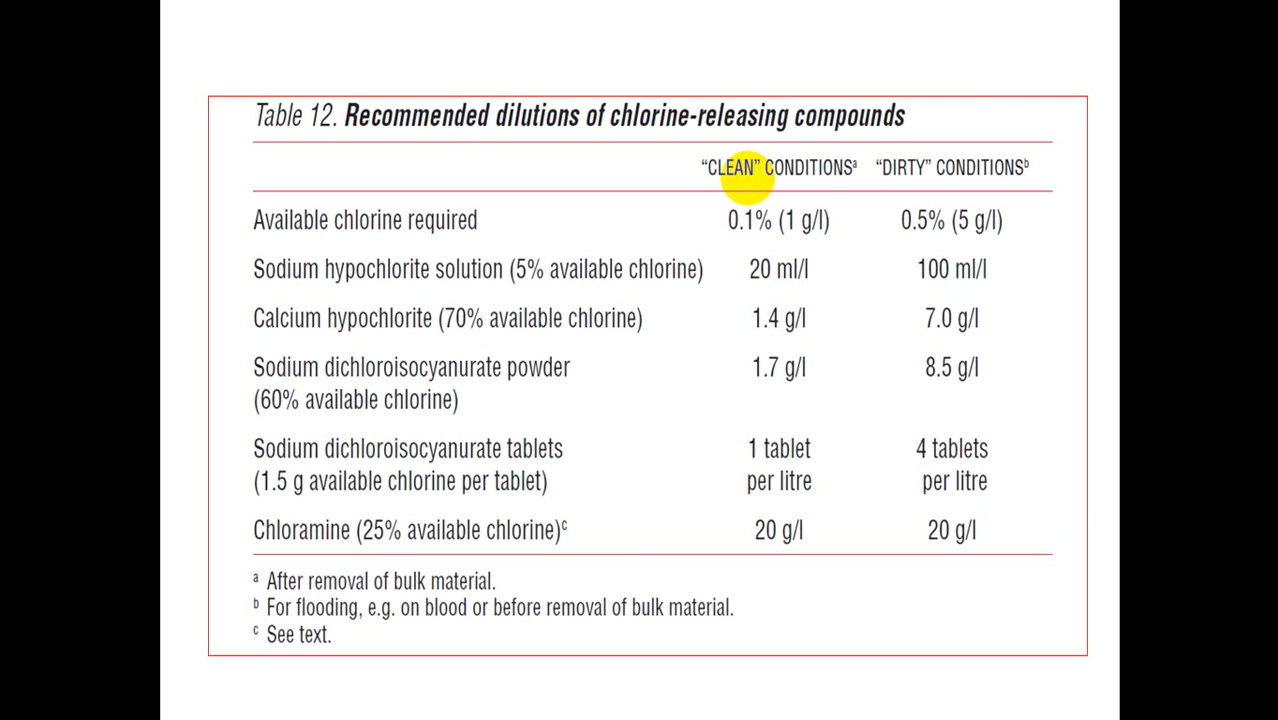 Table 12. Recommended dilutions of chlorine-releasing compounds
“CLEAN” CONDITIONSᵃ “DIRTY” CONDITIONSᵇ
Available chlorine required 0.1% (1 g/l) 0.5% (5 g/l)
Sodium hypochlorite solution (5% available chlorine) 20 ml/l 100 ml/l
Calcium hypochlorite (70% available chlorine) 1.4 g/l 7.0 g/l
Sodium dichloroisocyanurate powder 1.7 g/l 8.5 g/l
(60% available chlorine)
Sodium dichloroisocyanurate tablets 1 tablet 4 tablets
(1.5 g available chlorine per tablet) per litre per litre
Chloramine (25% available chlorine)ᶜ 20 g/l 20 g/l
ᵃ After removal of bulk material.
ᵇ For flooding, e.g. on blood or before removal of bulk material.
ᶜ See text.